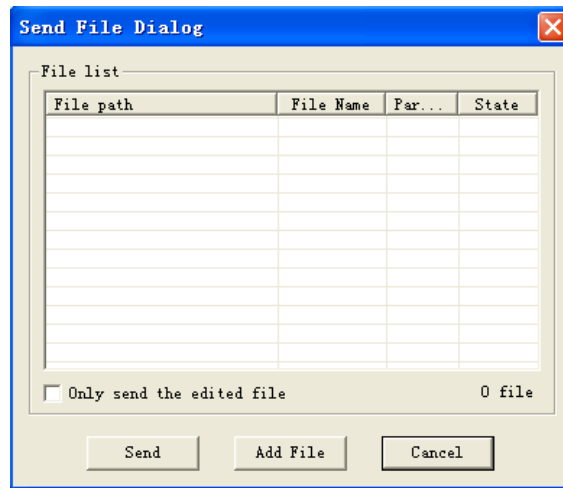 Send File Dialog
File list
File path File Name Par... State
Only send the edited file 0 file
Send Add File Cancel